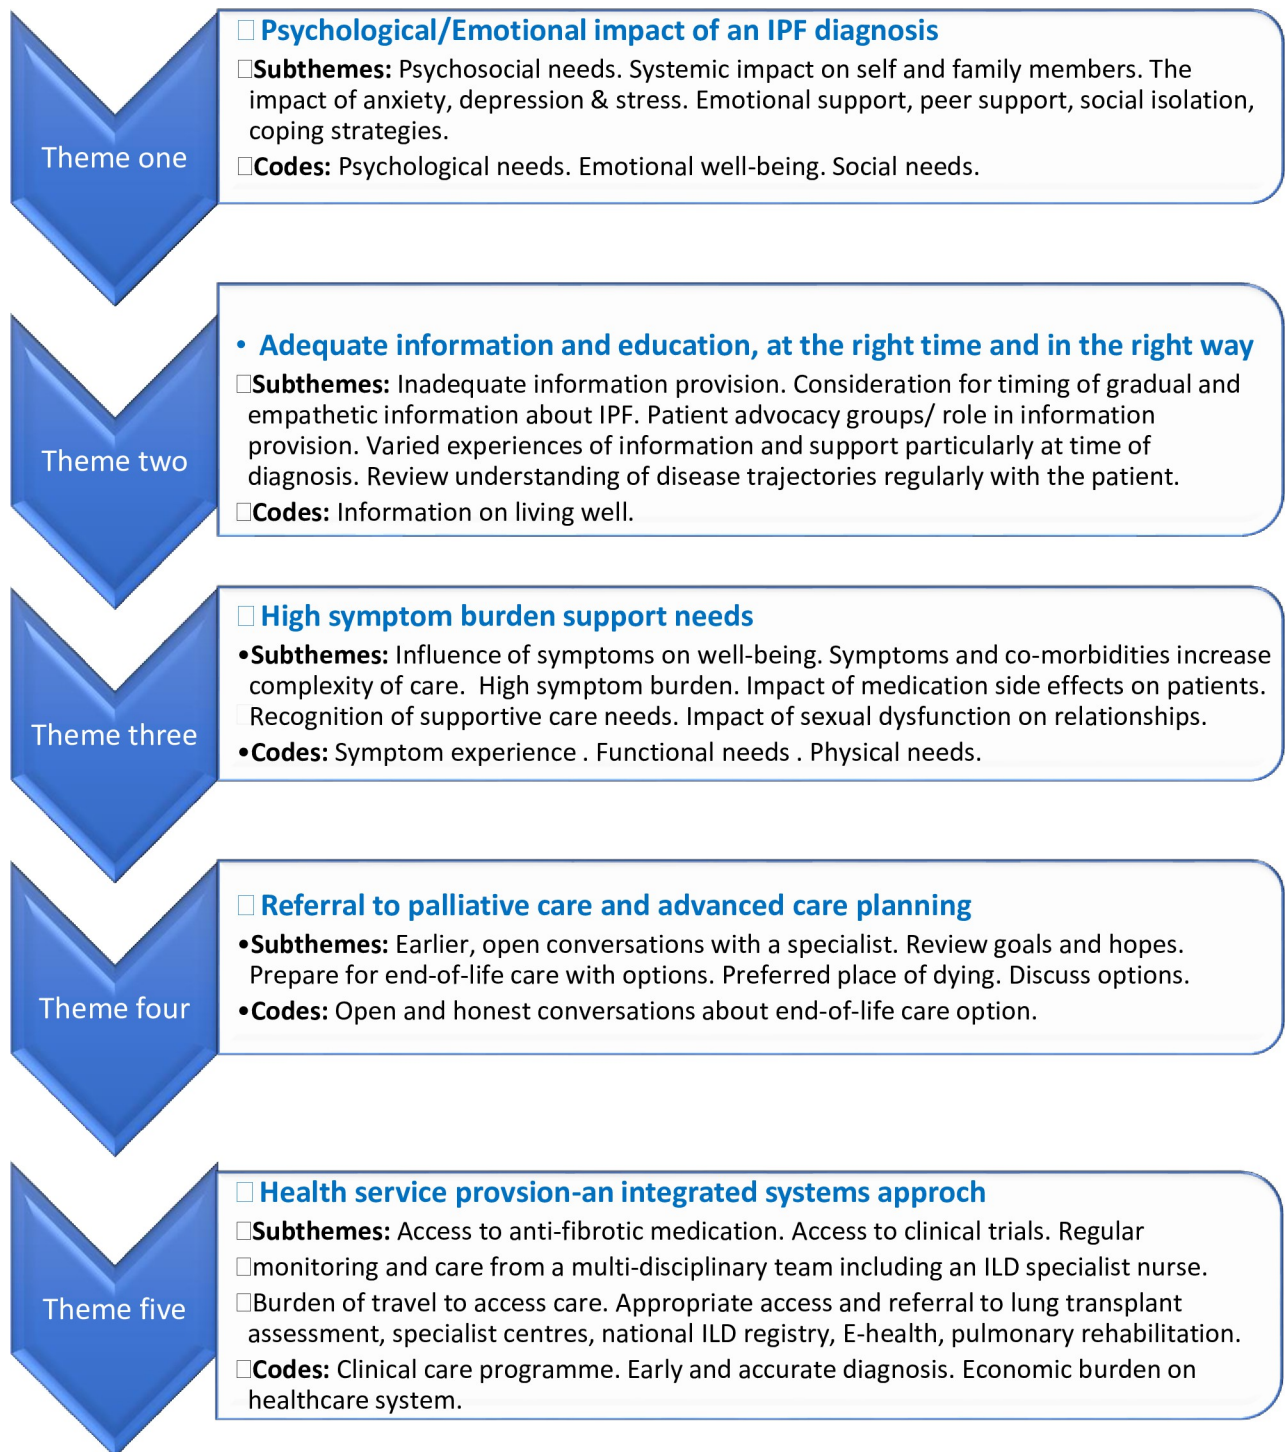 Theme one
□ Psychological/Emotional impact of an IPF diagnosis
□Subthemes: Psychosocial needs. Systemic impact on self and family members. The
impact of anxiety, depression & stress. Emotional support, peer support, social isolation,
coping strategies.
□Codes: Psychological needs. Emotional well-being. Social needs.
Theme two
• Adequate information and education, at the right time and in the right way
□Subthemes: Inadequate information provision. Consideration for timing of gradual and
empathetic information about IPF. Patient advocacy groups/ role in information
provision. Varied experiences of information and support particularly at time of
diagnosis. Review understanding of disease trajectories regularly with the patient.
□Codes: Information on living well.
Theme three
□ High symptom burden support needs
•Subthemes: Influence of symptoms on well-being. Symptoms and co-morbidities increase
complexity of care.  High symptom burden. Impact of medication side effects on patients.
□Recognition of supportive care needs. Impact of sexual dysfunction on relationships.
•Codes: Symptom experience . Functional needs . Physical needs.
Theme four
□ Referral to palliative care and advanced care planning
•Subthemes: Earlier, open conversations with a specialist. Review goals and hopes.
Prepare for end-of-life care with options. Preferred place of dying. Discuss options.
•Codes: Open and honest conversations about end-of-life care option.
Theme five
□ Health service provsion-an integrated systems approch
□Subthemes: Access to anti-fibrotic medication. Access to clinical trials. Regular
□monitoring and care from a multi-disciplinary team including an ILD specialist nurse.
□Burden of travel to access care. Appropriate access and referral to lung transplant
assessment, specialist centres, national ILD registry, E-health, pulmonary rehabilitation.
□Codes: Clinical care programme. Early and accurate diagnosis. Economic burden on
healthcare system.